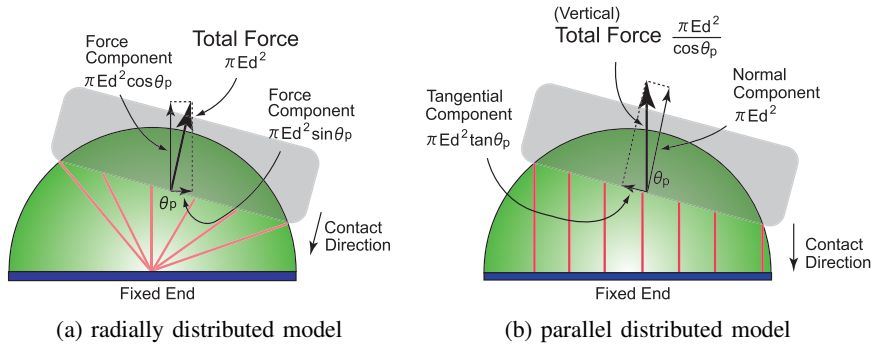 Force
Component
πEd²cosθp
Total Force
πEd²
Force
Component
πEd²sinθp
θp
Contact
Direction
Fixed End
(a) radially distributed model
(Vertical)
Total Force πEd²/cosθp
Tangential
Component
πEd²tanθp
Normal
Component
πEd²
θp
Contact
Direction
Fixed End
(b) parallel distributed model